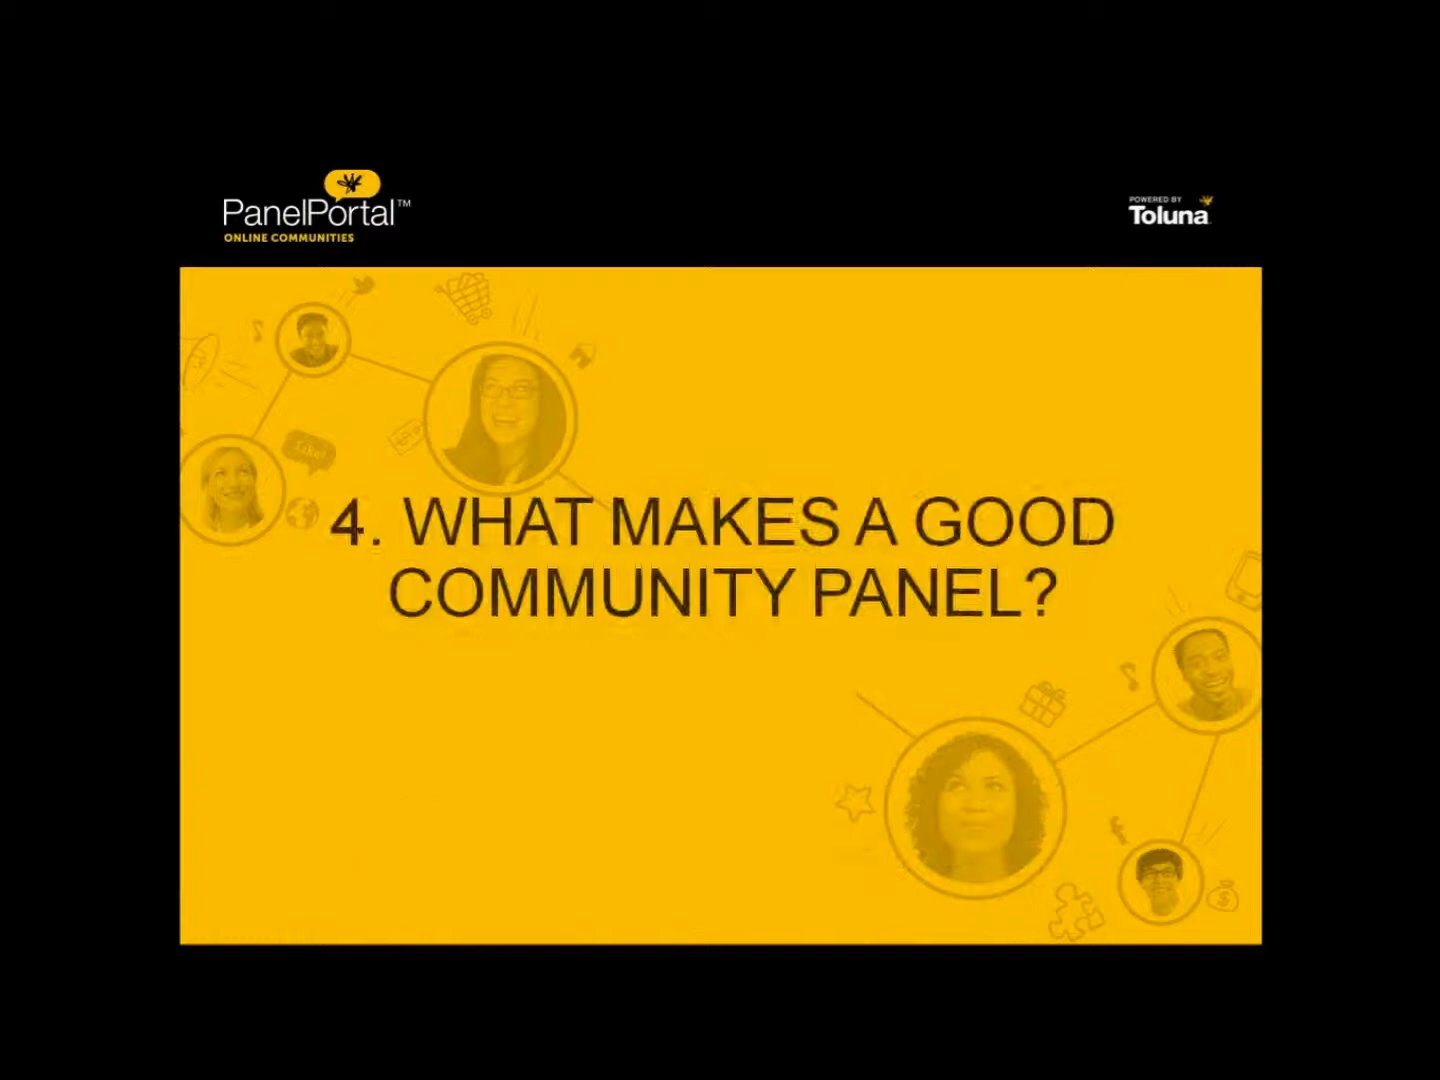 PanelPortal™
ONLINE COMMUNITIES
POWERED BY
Toluna
4. WHAT MAKES A GOOD
COMMUNITY PANEL?